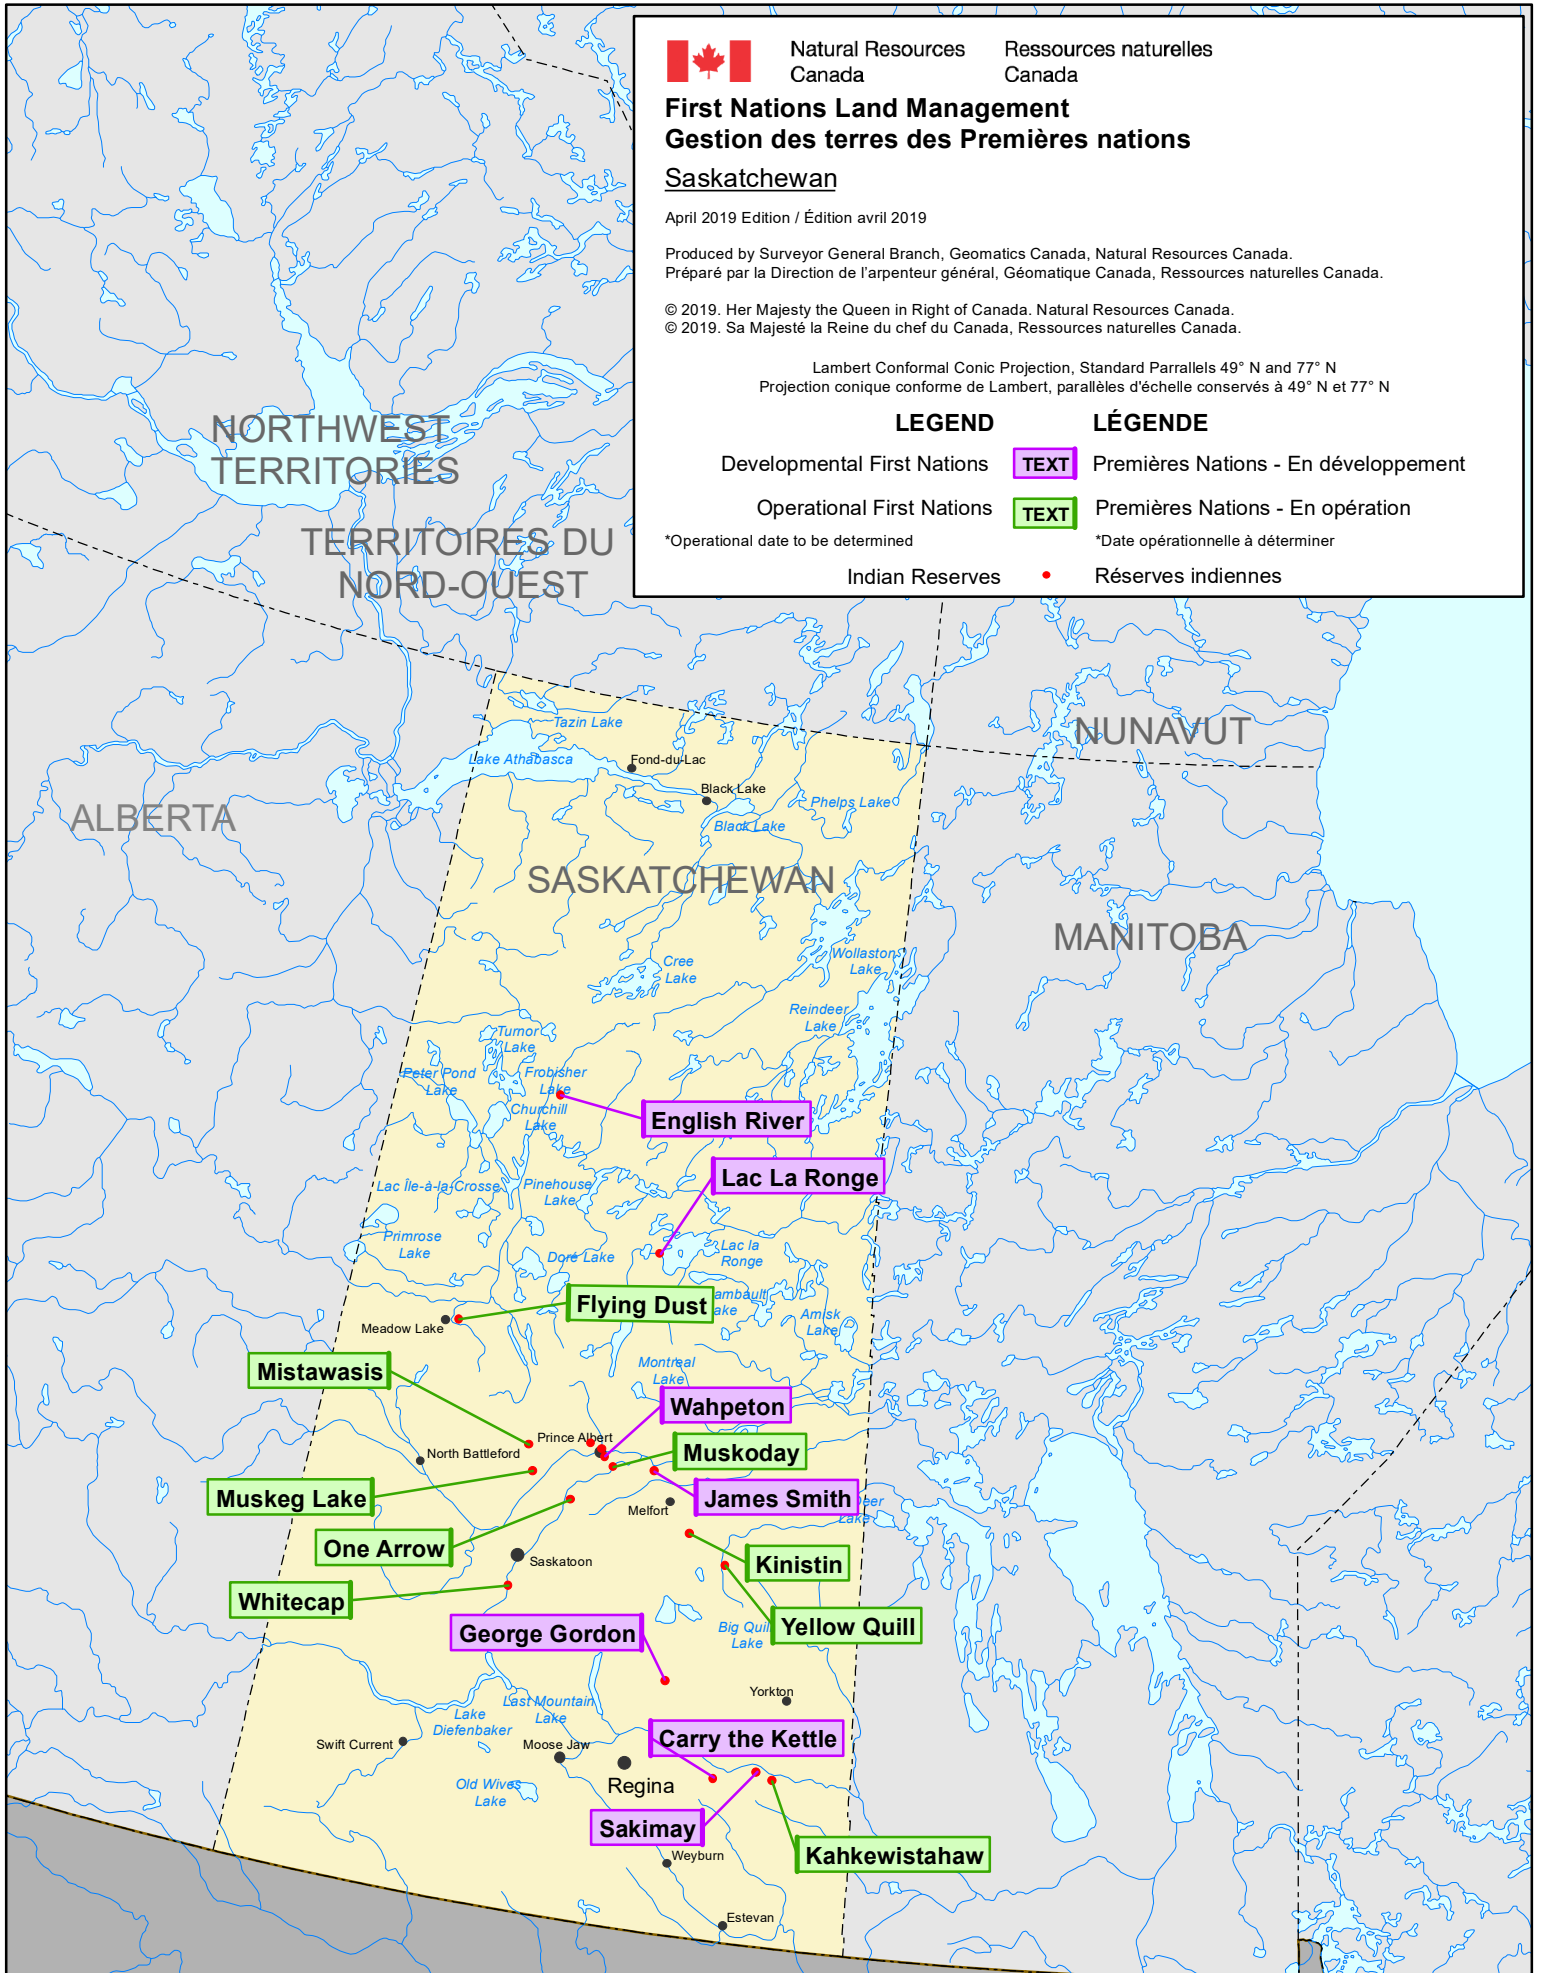 Natural Resources Canada
Ressources naturelles Canada
First Nations Land Management
Gestion des terres des Premières nations
Saskatchewan
April 2019 Edition / Édition avril 2019
Produced by Surveyor General Branch, Geomatics Canada, Natural Resources Canada.
Préparé par la Direction de l'arpenteur général, Géomatique Canada, Ressources naturelles Canada.
© 2019. Her Majesty the Queen in Right of Canada. Natural Resources Canada.
© 2019. Sa Majesté la Reine du chef du Canada, Ressources naturelles Canada.
Lambert Conformal Conic Projection, Standard Parrallels 49° N and 77° N
Projection conique conforme de Lambert, parallèles d'échelle conservés à 49° N et 77° N
LEGEND LÉGENDE
Developmental First Nations TEXT Premières Nations - En développement
Operational First Nations TEXT Premières Nations - En opération
*Operational date to be determined *Date opérationnelle à déterminer
Indian Reserves Réserves indiennes
NORTHWEST
TERRITORIES
TERRITOIRES DU
NORD-OUEST
NUNAVUT
ALBERTA
SASKATCHEWAN
MANITOBA
Tazin Lake
Lake Athabasca
Fond-du-Lac
Black Lake
Phelps Lake
Black Lake
Wollaston
Lake
Cree
Lake
Reindeer
Lake
Turnor
Lake
Peter Pond
Lake
Frobisher
Lake
Churchill
Lake
English River
Lac La Ronge
Lac Île-à-la-Crosse
Pinehouse
Lake
Primrose
Lake
Doré Lake
Lac la
Ronge
Flying Dust
ambault
ake
Amisk
Lake
Meadow Lake
Mistawasis
Montreal
Lake
Wahpeton
Prince Albert
North Battleford
Muskoday
Muskeg Lake
James Smith
Melfort
eer
Lake
One Arrow
Saskatoon
Kinistin
Whitecap
Yellow Quill
Big Quil
Lake
George Gordon
Yorkton
Last Mountain
Lake
Lake
Diefenbaker
Swift Current
Moose Jaw
Carry the Kettle
Regina
Old Wives
Lake
Sakimay
Kahkewistahaw
Weyburn
Estevan